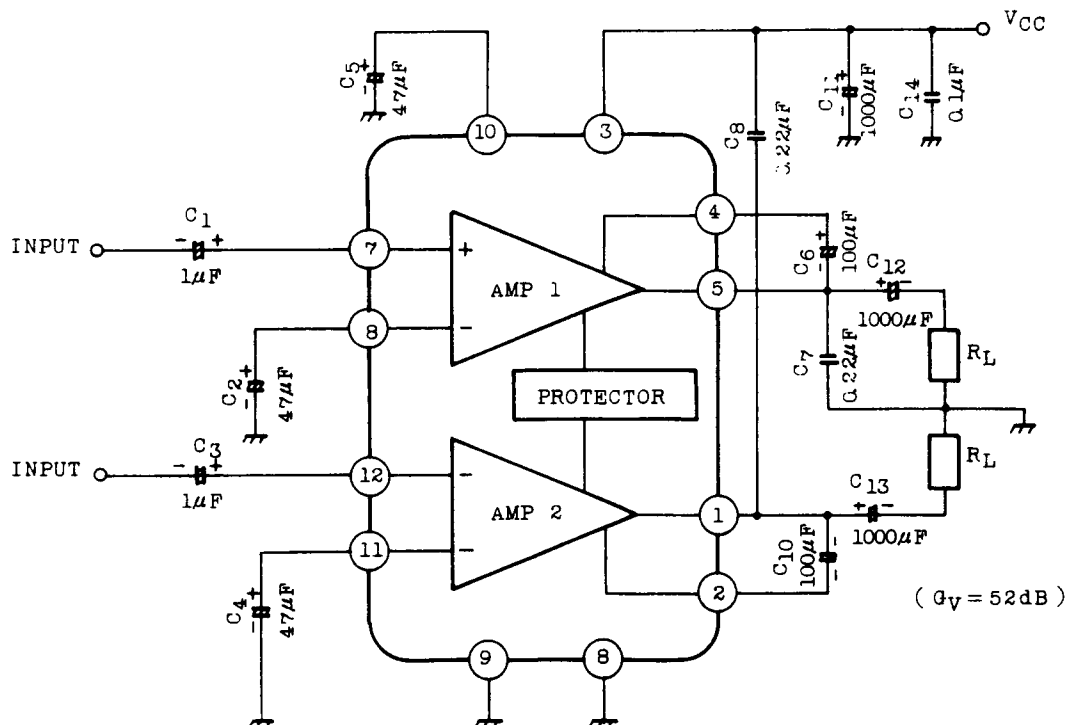 VCC
C5 + - 47μF
C11 + - 1000μF
C14 0.1μF
C8 0.22μF
10
3
4
C1
INPUT - + 7 + C6 + - 100μF
1μF
AMP 1 5 C12
+ -
1000μF
8 -
C7 0.22μF
RL
C2 + - 47μF
PROTECTOR
C3
INPUT - + 12 -
1μF
RL
C13
AMP 2 1 + -
1000μF
11 -
C10 100μF - -
2
C4 + - 47μF
(GV=52dB)
9
8